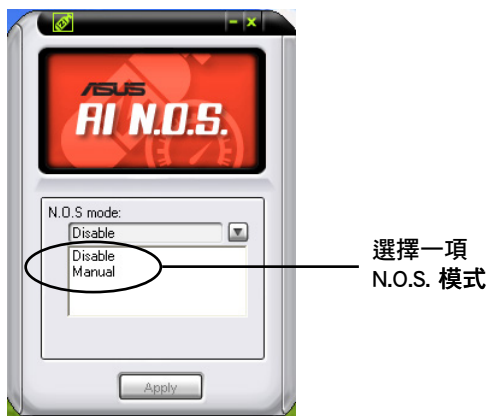 ASUS
AI N.O.S.
N.O.S mode:
Disable
Disable
Manual
選擇一項
N.O.S. 模式
Apply